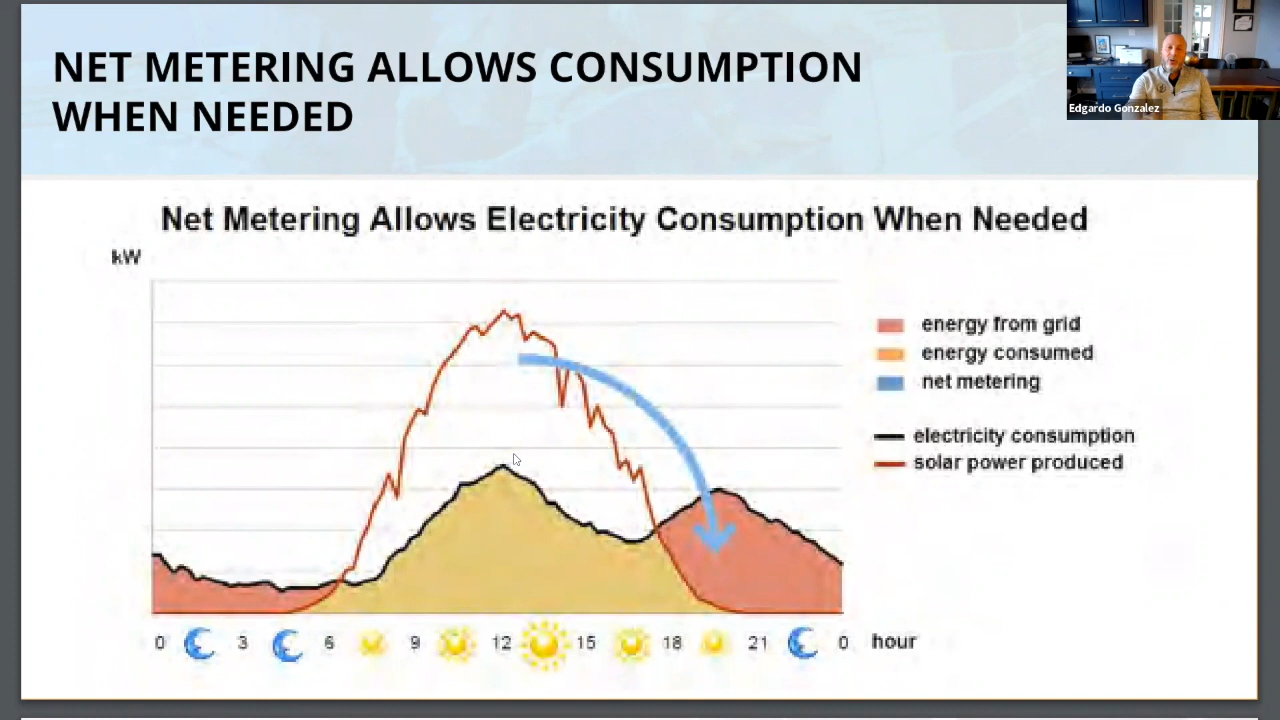 NET METERING ALLOWS CONSUMPTION
WHEN NEEDED
Edgardo Gonzalez
Net Metering Allows Electricity Consumption When Needed
kW
energy from grid
energy consumed
net metering
electricity consumption
solar power produced
0 3 6 9 12 15 18 21 0 hour